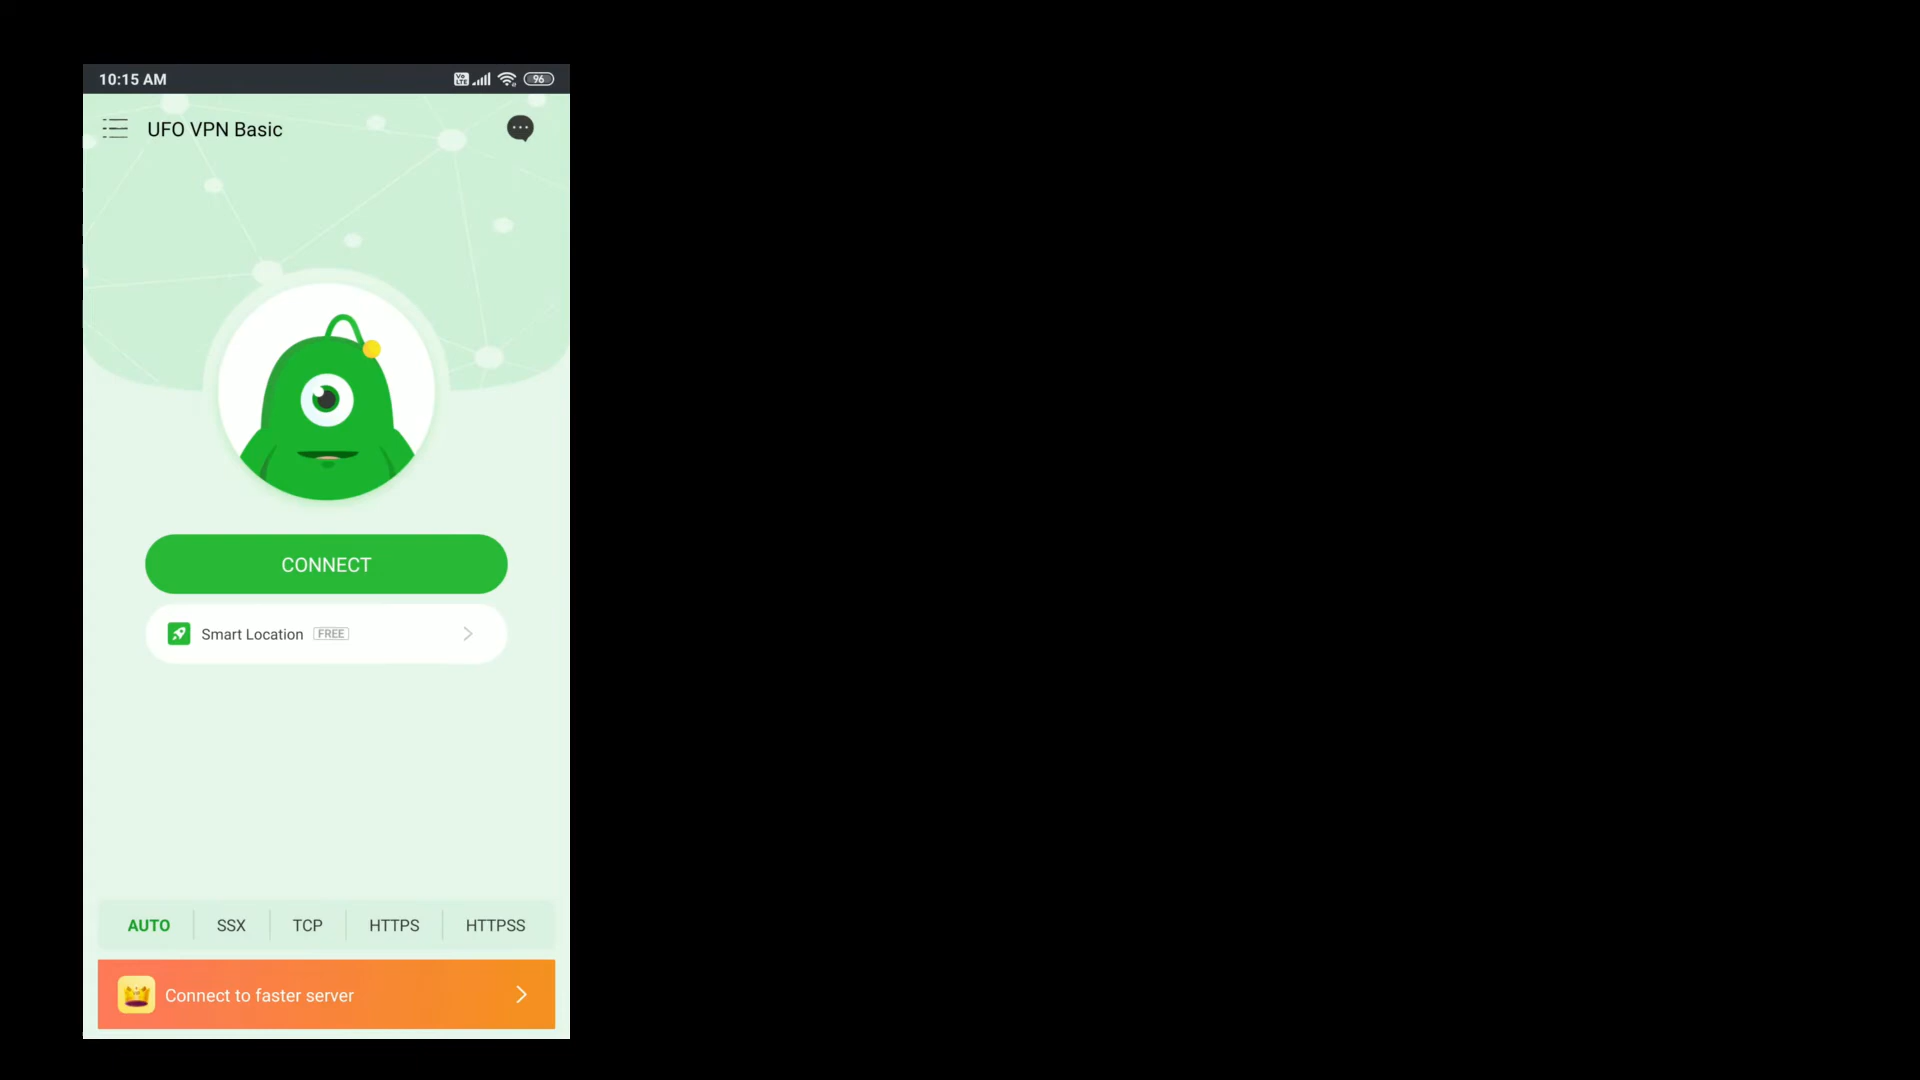 10:15 AM
96
UFO VPN Basic
CONNECT
Smart Location FREE
AUTO SSX TCP HTTPS HTTPSS
Connect to faster server